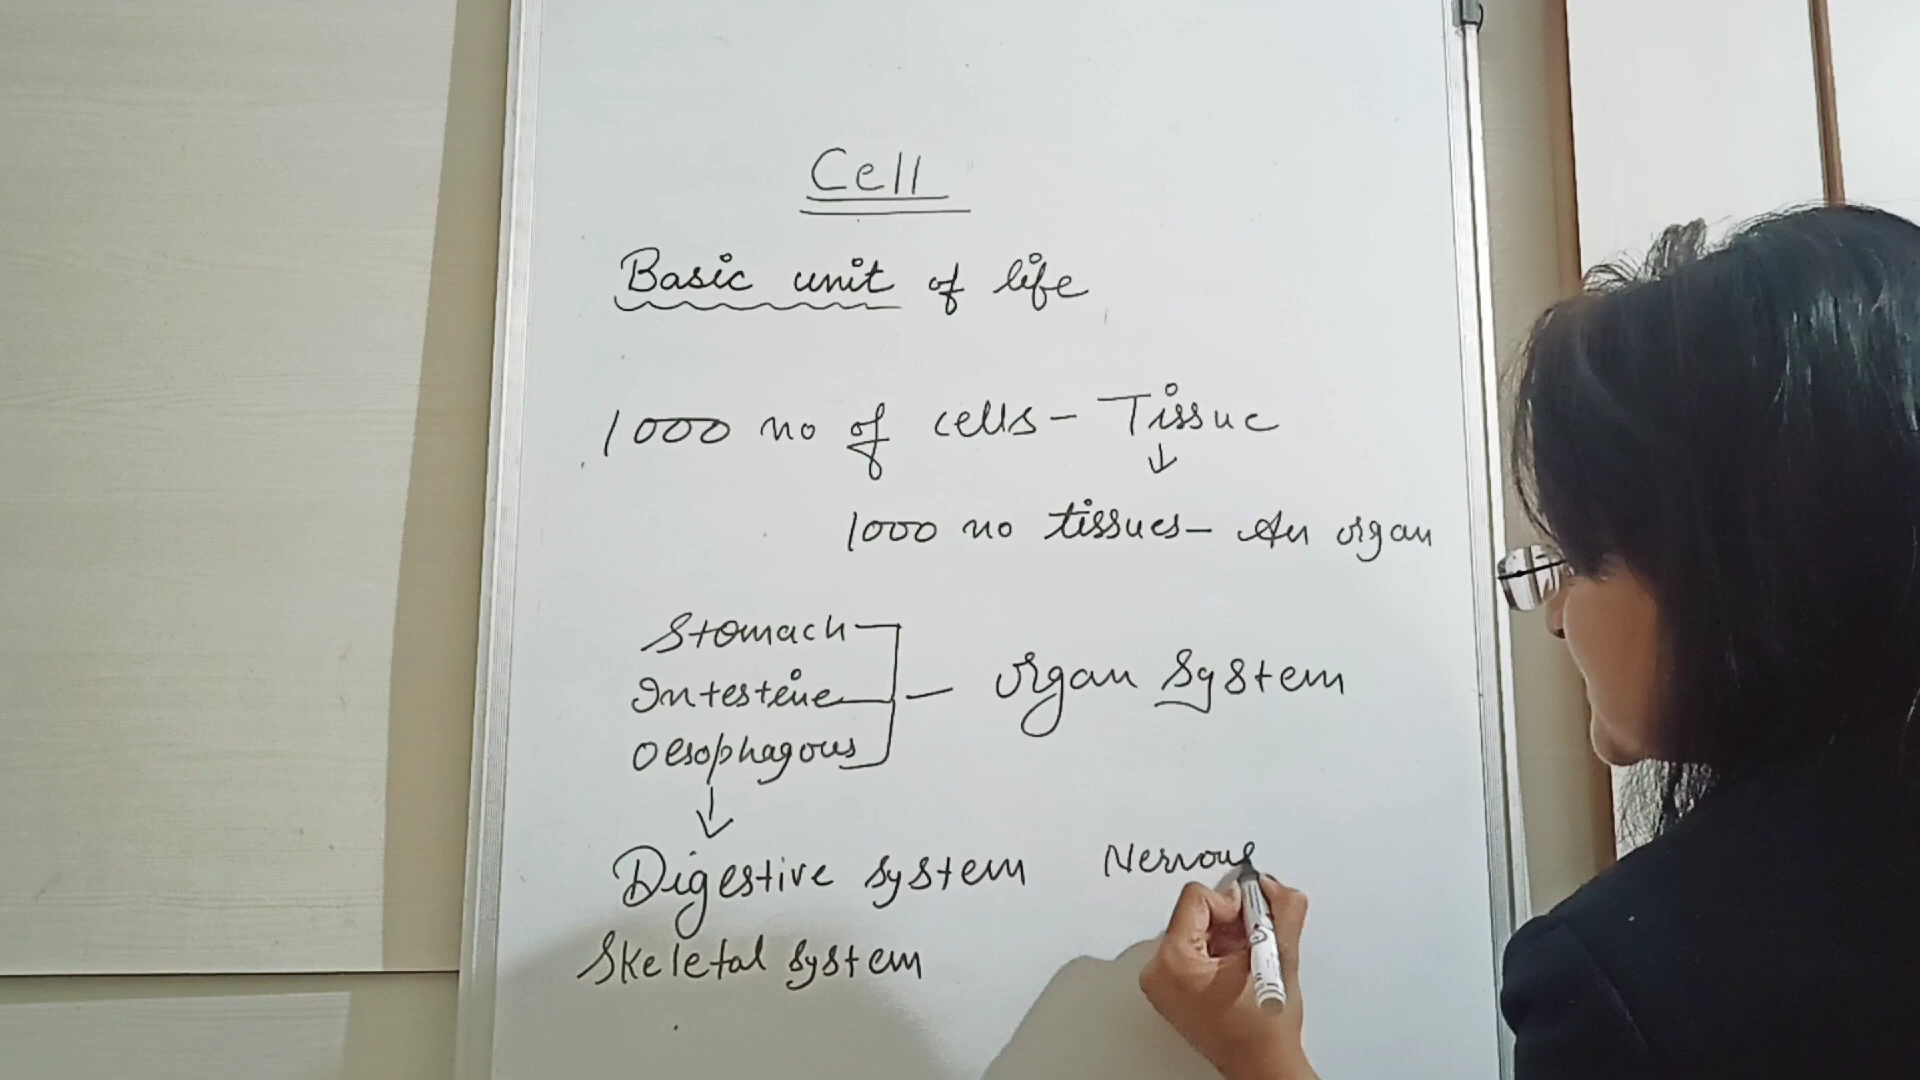 Cell
Basic unit of life
1000 no of cells - Tissue
↓
1000 no tissues - An organ
Stomach
Intestine - organ system
Oesophagous
↓
Digestive system Nervous
Skeletal system